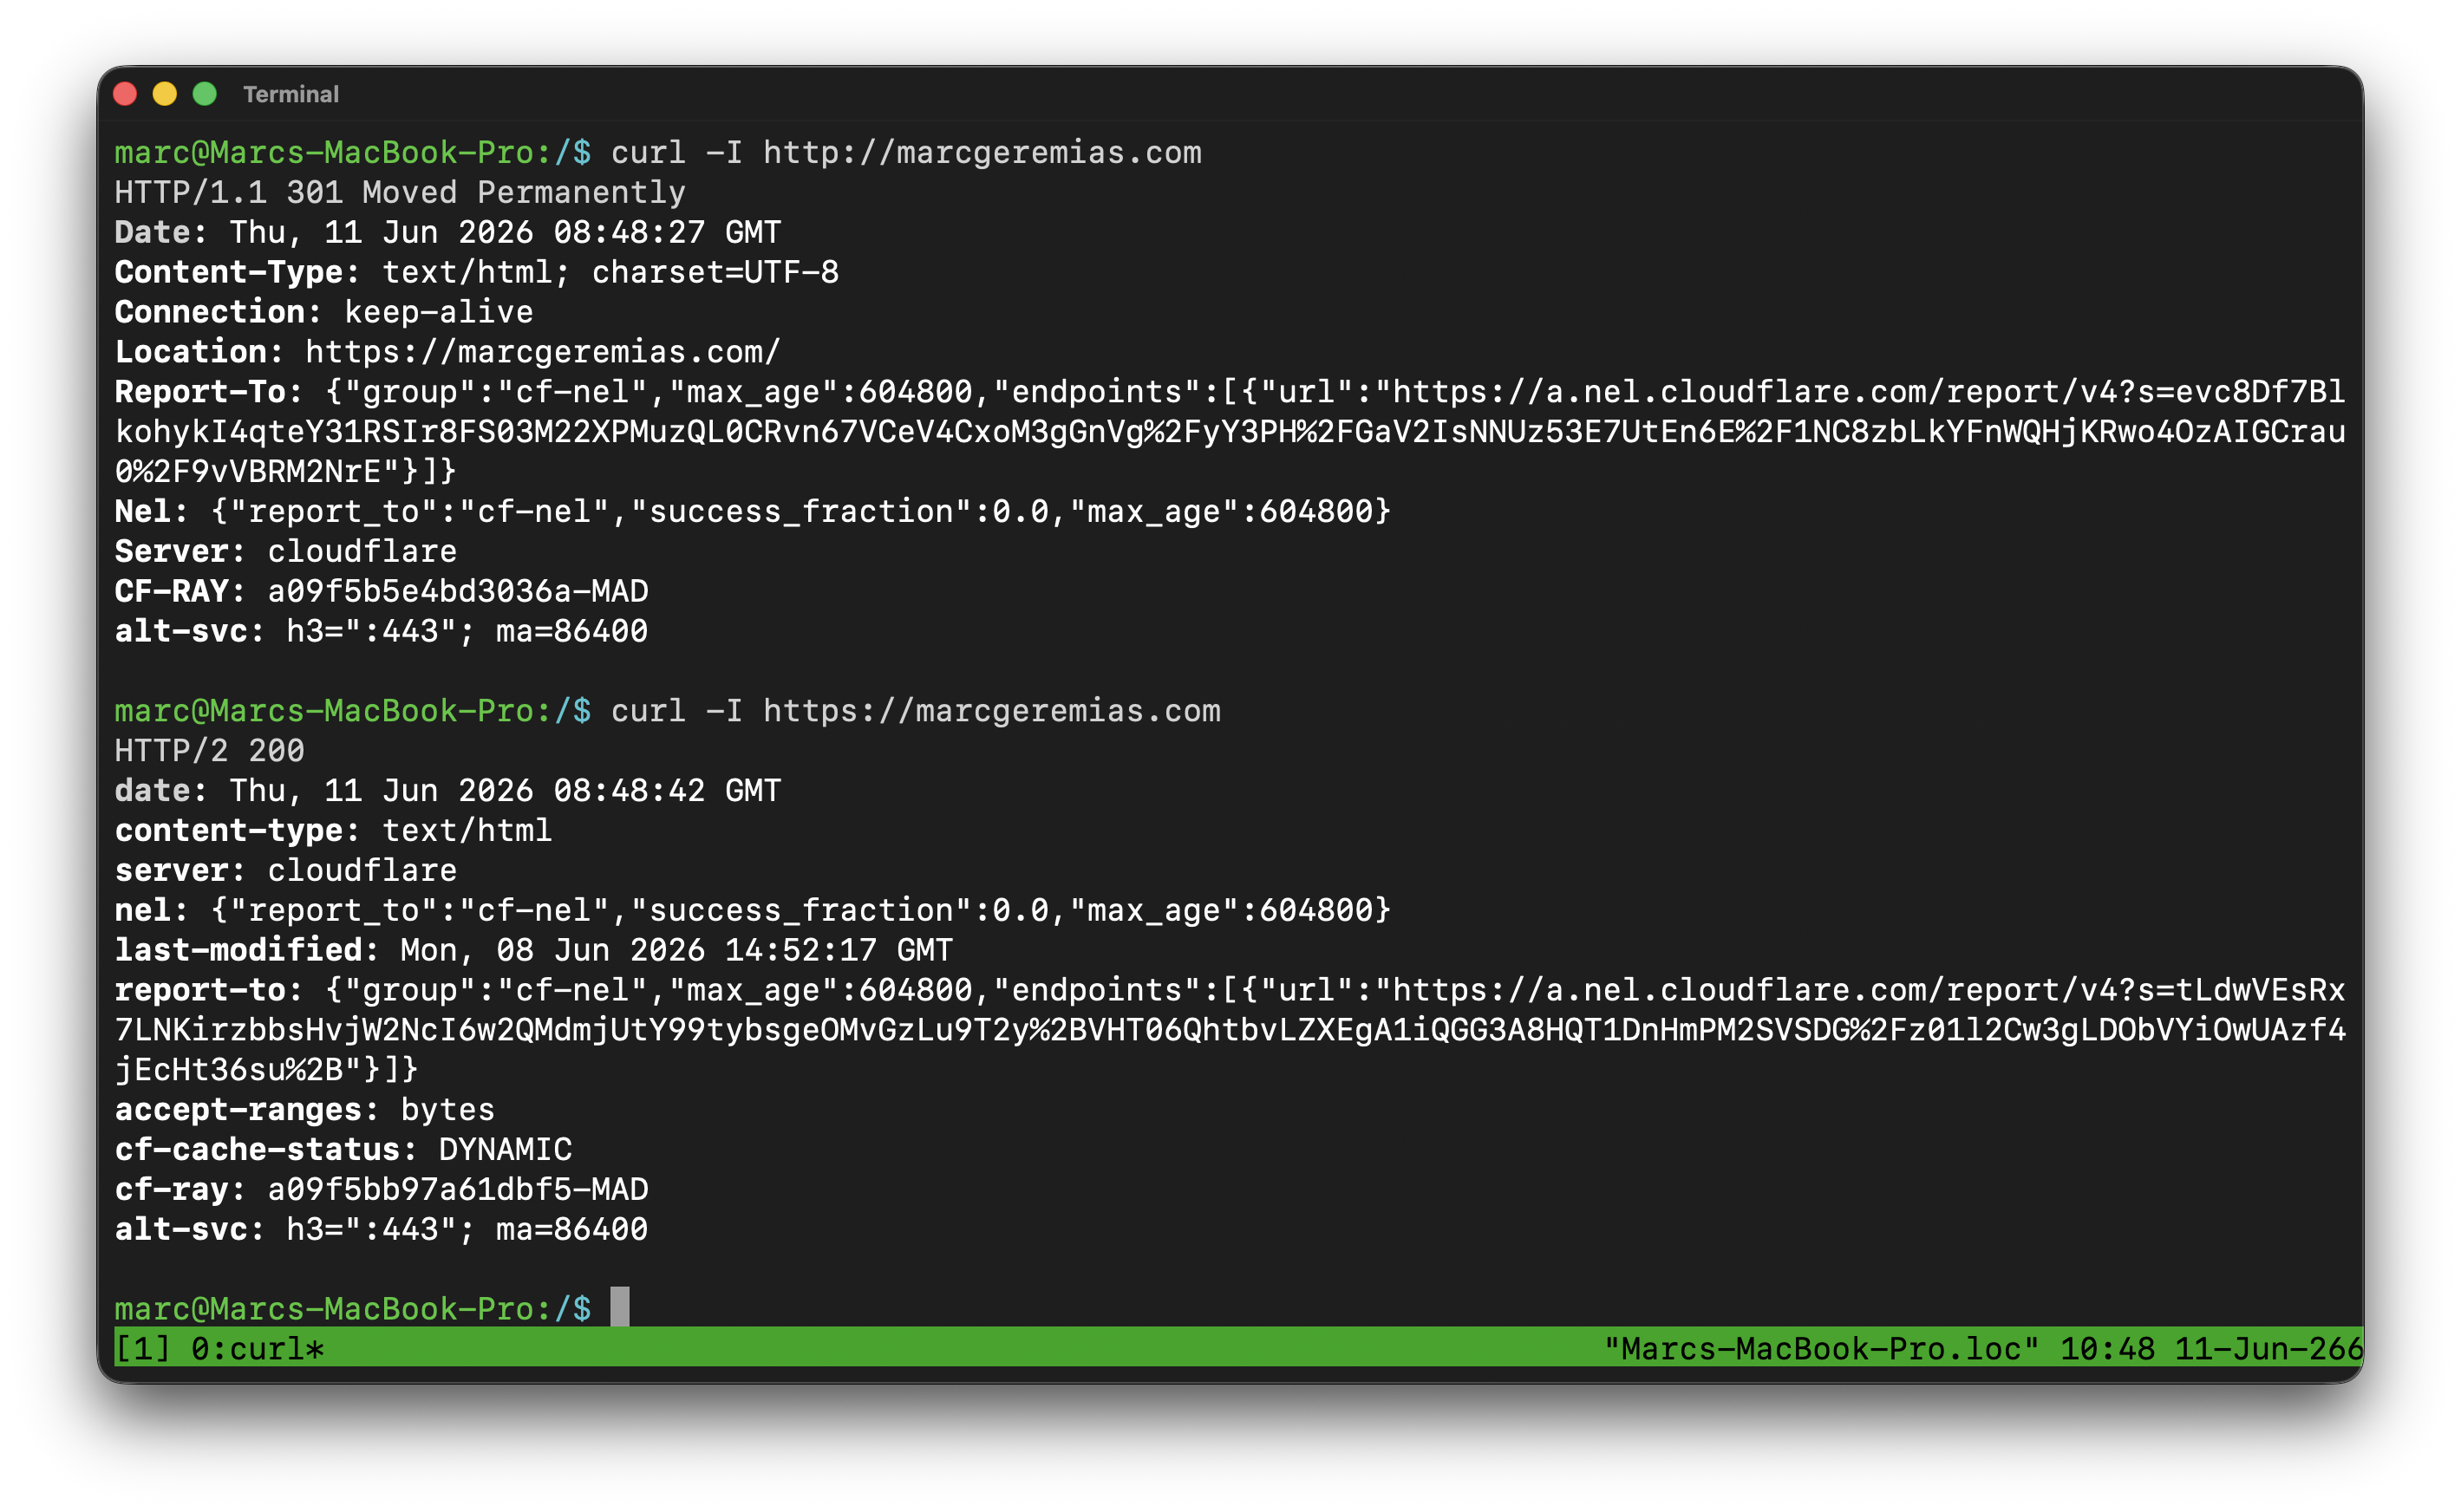 Terminal
marc@Marcs-MacBook-Pro:/$ curl -I http://marcgeremias.com
HTTP/1.1 301 Moved Permanently
Date: Thu, 11 Jun 2026 08:48:27 GMT
Content-Type: text/html; charset=UTF-8
Connection: keep-alive
Location: https://marcgeremias.com/
Report-To: {"group":"cf-nel","max_age":604800,"endpoints":[{"url":"https://a.nel.cloudflare.com/report/v4?s=evc8Df7Bl
kohykI4qteY31RSIr8FS03M22XPMuzQL0CRvn67VCeV4CxoM3gGnVg%2FyY3PH%2FGaV2IsNNUz53E7UtEn6E%2F1NC8zbLkYFnWQHjKRwo4OzAIGCrau
0%2F9vVBRM2NrE"}]}
Nel: {"report_to":"cf-nel","success_fraction":0.0,"max_age":604800}
Server: cloudflare
CF-RAY: a09f5b5e4bd3036a-MAD
alt-svc: h3=":443"; ma=86400
marc@Marcs-MacBook-Pro:/$ curl -I https://marcgeremias.com
HTTP/2 200
date: Thu, 11 Jun 2026 08:48:42 GMT
content-type: text/html
server: cloudflare
nel: {"report_to":"cf-nel","success_fraction":0.0,"max_age":604800}
last-modified: Mon, 08 Jun 2026 14:52:17 GMT
report-to: {"group":"cf-nel","max_age":604800,"endpoints":[{"url":"https://a.nel.cloudflare.com/report/v4?s=tLdwVEsRx
7LNKirzbbsHvjW2NcI6w2QMdmjUtY99tybsgeOMvGzLu9T2y%2BVHT06QhtbvLZXEgA1iQGG3A8HQT1DnHmPM2SVSDG%2Fz01l2Cw3gLDObVYiOwUAzf4
jEcHt36su%2B"}]}
accept-ranges: bytes
cf-cache-status: DYNAMIC
cf-ray: a09f5bb97a61dbf5-MAD
alt-svc: h3=":443"; ma=86400
marc@Marcs-MacBook-Pro:/$
[1] 0:curl* "Marcs-MacBook-Pro.loc" 10:48 11-Jun-266